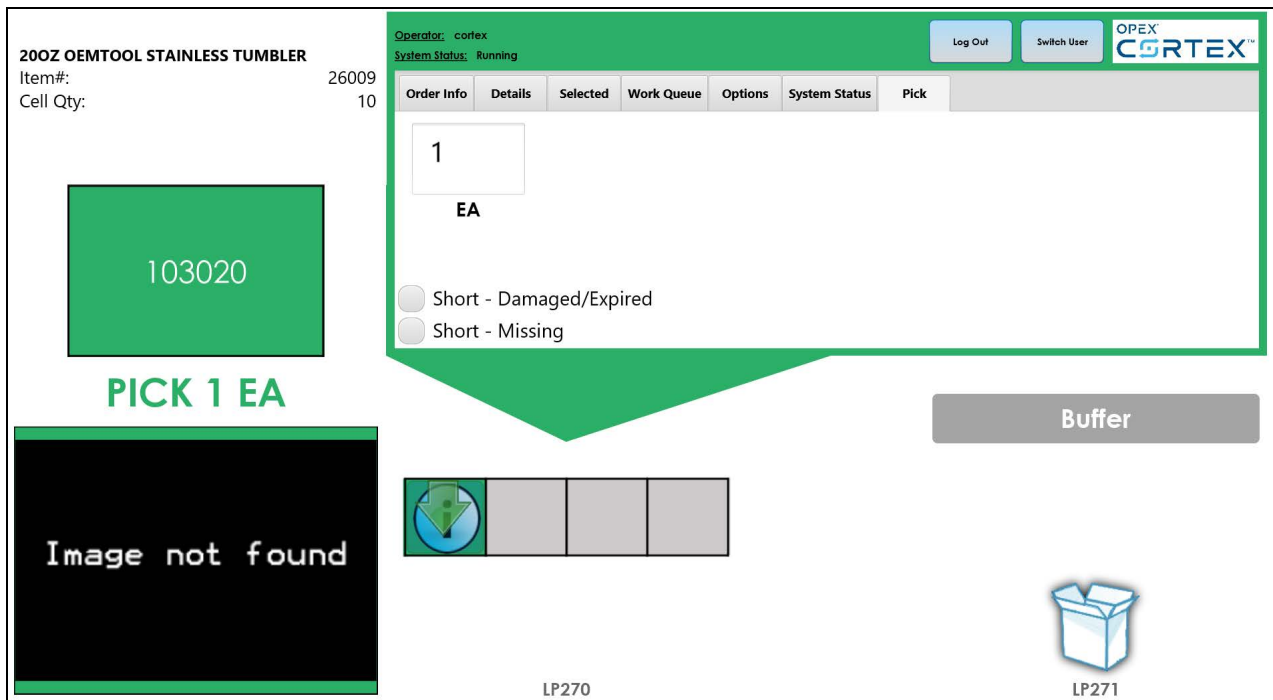 20OZ OEMTOOL STAINLESS TUMBLER
Item#: 26009
Cell Qty: 10
103020
PICK 1 EA
Image not found
Operator: cortex
System Status: Running
Log Out
Switch User
OPEX
CORTEX™
Order Info Details Selected Work Queue Options System Status Pick
1
EA
Short - Damaged/Expired
Short - Missing
Buffer
i
LP270
LP271